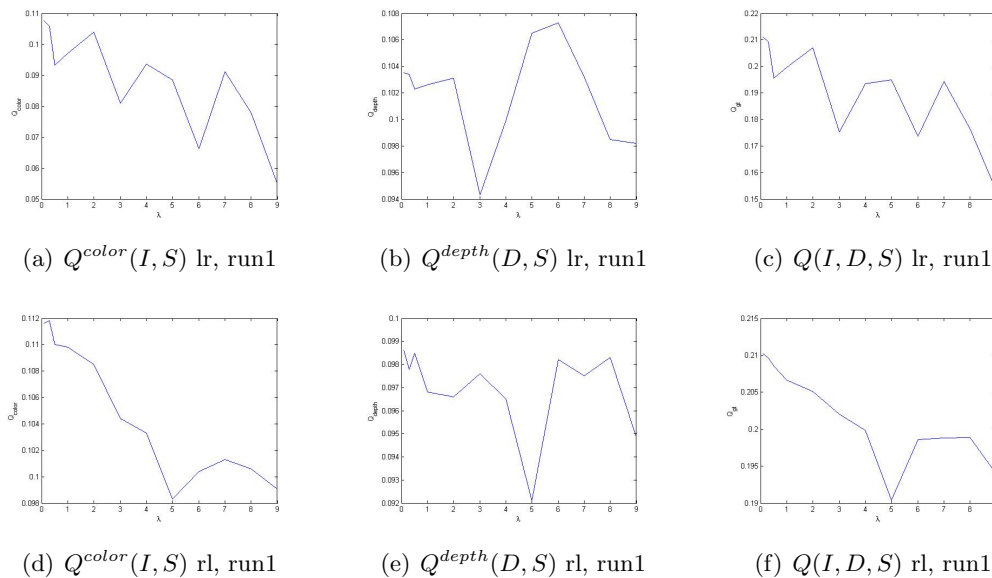 0.11
0.1
0.09
0.08
0.07
0.06
0.05
Q_color
0 1 2 3 4 5 6 7 8 9
λ
(a) Q^{color}(I, S) lr, run1
0.108
0.106
0.104
0.102
0.1
0.098
0.096
0.094
Q_depth
0 1 2 3 4 5 6 7 8 9
λ
(b) Q^{depth}(D, S) lr, run1
0.22
0.21
0.2
0.19
0.18
0.17
0.16
0.15
Q_gt
0 1 2 3 4 5 6 7 8
λ
(c) Q(I, D, S) lr, run1
0.112
0.11
0.108
0.106
0.104
0.102
0.1
0.098
Q_color
0 1 2 3 4 5 6 7 8 9
λ
(d) Q^{color}(I, S) rl, run1
0.1
0.099
0.098
0.097
0.096
0.095
0.094
0.093
0.092
Q_depth
0 1 2 3 4 5 6 7 8 9
λ
(e) Q^{depth}(D, S) rl, run1
0.215
0.21
0.205
0.2
0.195
0.19
Q_gt
0 1 2 3 4 5 6 7 8
λ
(f) Q(I, D, S) rl, run1